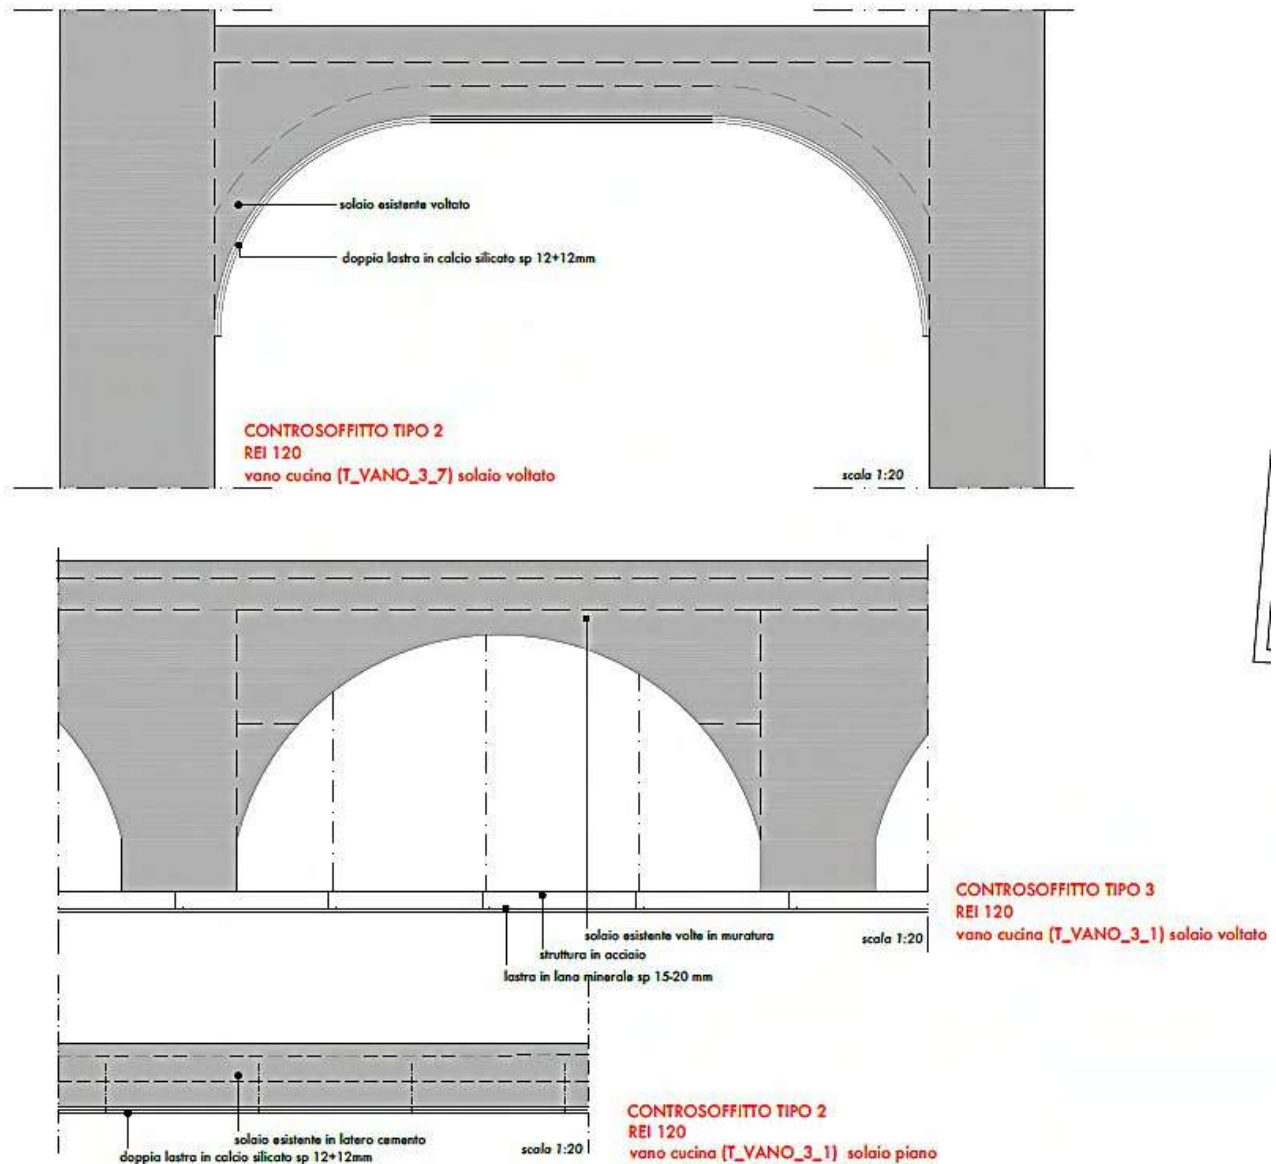 solaio esistente voltato
doppia lastra in calcio silicato sp 12+12mm
CONTROSOFFITTO TIPO 2
REI 120
vano cucina (T_VANO_3_7) solaio voltato
scala 1:20
solaio esistente volte in muratura
struttura in acciaio
lastra in lana minerale sp 15-20 mm
scala 1:20
CONTROSOFFITTO TIPO 3
REI 120
vano cucina (T_VANO_3_1) solaio voltato
solaio esistente in latero cemento
doppia lastra in calcio silicato sp 12+12mm
scala 1:20
CONTROSOFFITTO TIPO 2
REI 120
vano cucina (T_VANO_3_1) solaio piano